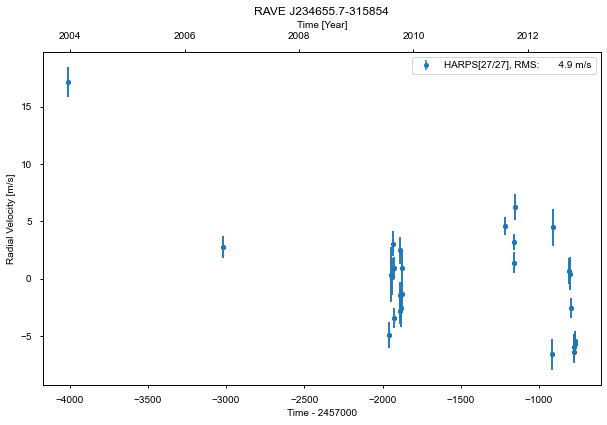 RAVE J234655.7-315854
Time [Year]
2004 2006 2008 2010 2012
HARPS[27/27], RMS: 4.9 m/s
Radial Velocity [m/s]
15
10
5
0
−5
−4000 −3500 −3000 −2500 −2000 −1500 −1000
Time - 2457000